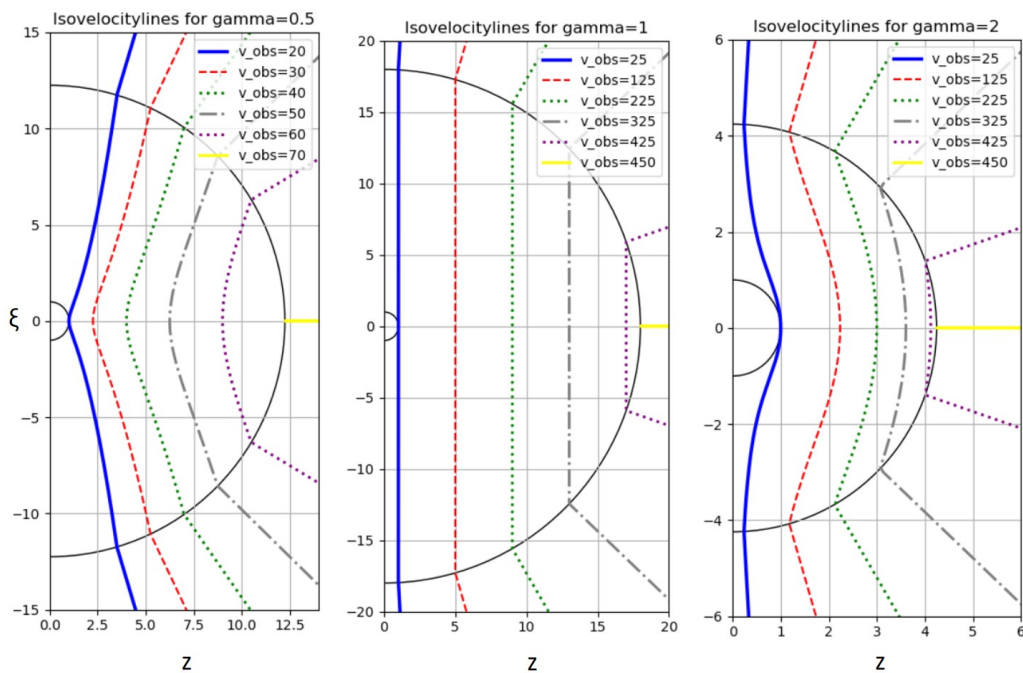 Isovelocitylines for gamma=0.5
v_obs=20
v_obs=30
v_obs=40
v_obs=50
v_obs=60
v_obs=70
15
10
5
0
−5
−10
−15
0
2.5
5.0
7.5
10.0
12.5
ξ
z
Isovelocitylines for gamma=1
v_obs=25
v_obs=125
v_obs=225
v_obs=325
v_obs=425
v_obs=450
20
15
10
5
0
−5
−10
−15
−20
0
5
10
15
20
z
Isovelocitylines for gamma=2
v_obs=25
v_obs=125
v_obs=225
v_obs=325
v_obs=425
v_obs=450
6
4
2
0
−2
−4
−6
0
1
2
3
4
5
6
z